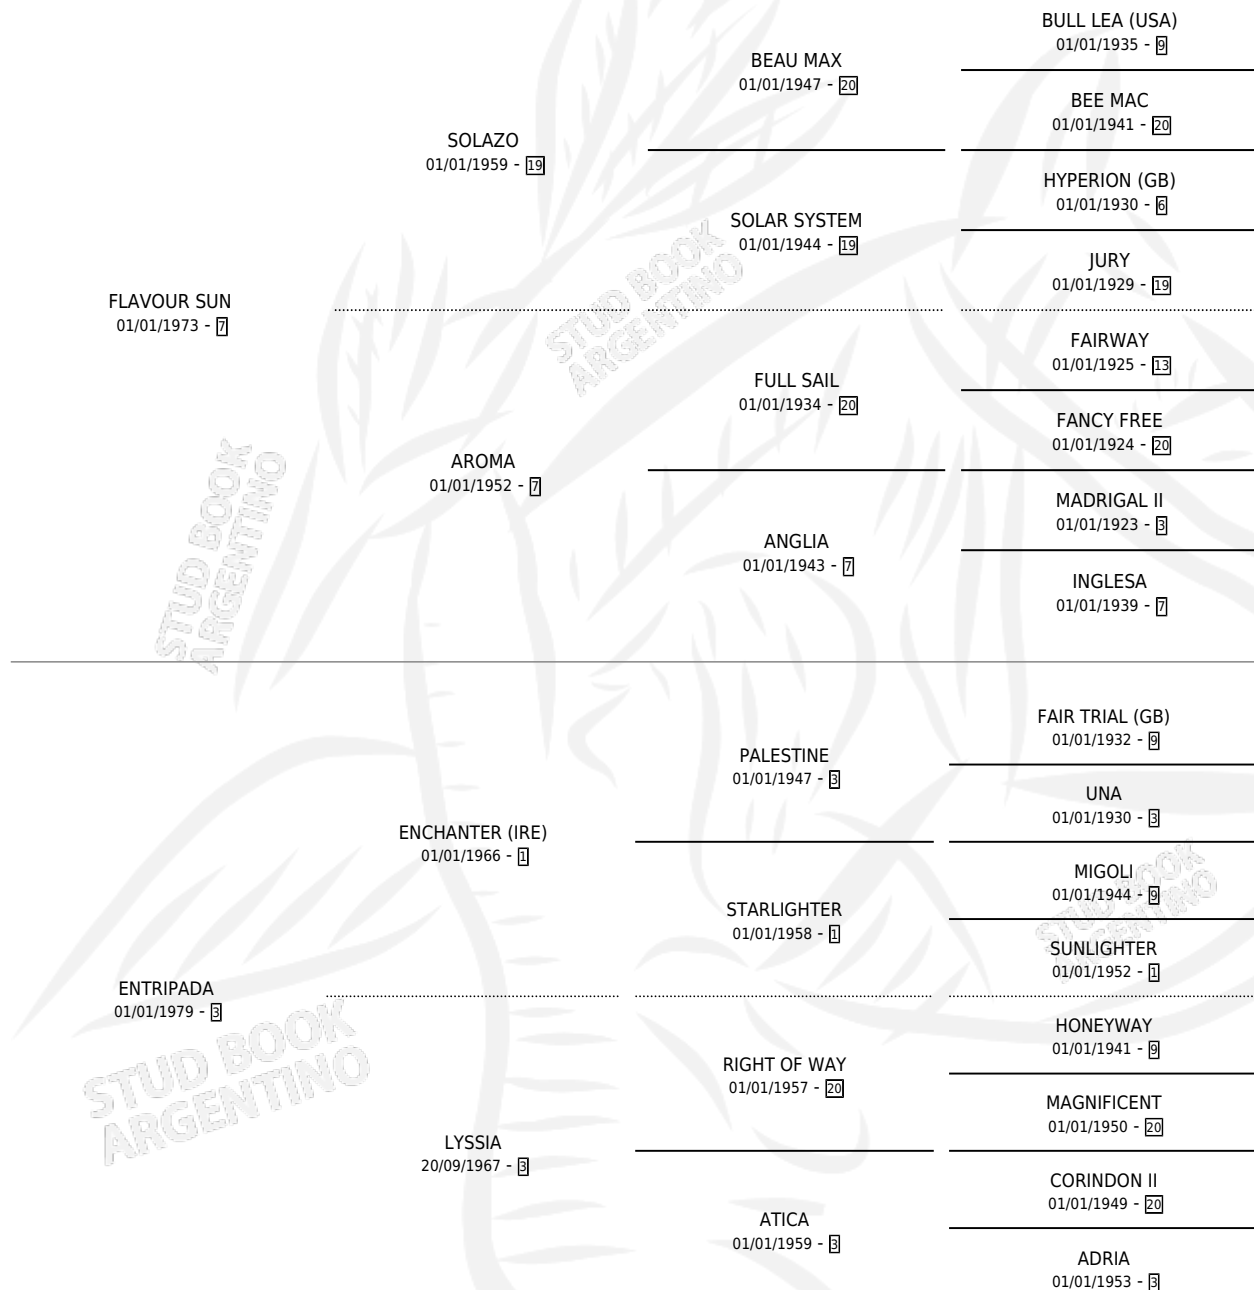 BULL LEA (USA)
01/01/1935 - 9
BEAU MAX
01/01/1947 - 20
BEE MAC
01/01/1941 - 20
SOLAZO
01/01/1959 - 19
HYPERION (GB)
01/01/1930 - 6
SOLAR SYSTEM
01/01/1944 - 19
JURY
01/01/1929 - 19
FLAVOUR SUN
01/01/1973 - 7
FAIRWAY
01/01/1925 - 13
FULL SAIL
01/01/1934 - 20
FANCY FREE
01/01/1924 - 20
AROMA
01/01/1952 - 7
MADRIGAL II
01/01/1923 - 3
ANGLIA
01/01/1943 - 7
INGLESA
01/01/1939 - 7
FAIR TRIAL (GB)
01/01/1932 - 9
PALESTINE
01/01/1947 - 3
UNA
01/01/1930 - 3
ENCHANTER (IRE)
01/01/1966 - 1
MIGOLI
01/01/1944 - 9
STARLIGHTER
01/01/1958 - 1
SUNLIGHTER
01/01/1952 - 1
ENTRIPADA
01/01/1979 - 3
HONEYWAY
01/01/1941 - 9
RIGHT OF WAY
01/01/1957 - 20
MAGNIFICENT
01/01/1950 - 20
LYSSIA
20/09/1967 - 3
CORINDON II
01/01/1949 - 20
ATICA
01/01/1959 - 3
ADRIA
01/01/1953 - 3
STUD BOOK
ARGENTINO
STUD BOOK
ARGENTINO
STUD BOOK
ARGENTINO
STUD BOOK
ARGENTINO